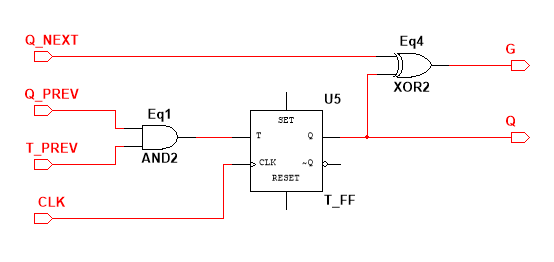 Q_NEXT
Eq4
G
XOR2
Q_PREV
Eq1
U5
SET
T
Q
Q
T_PREV
AND2
CLK
~Q
RESET
CLK
T_FF